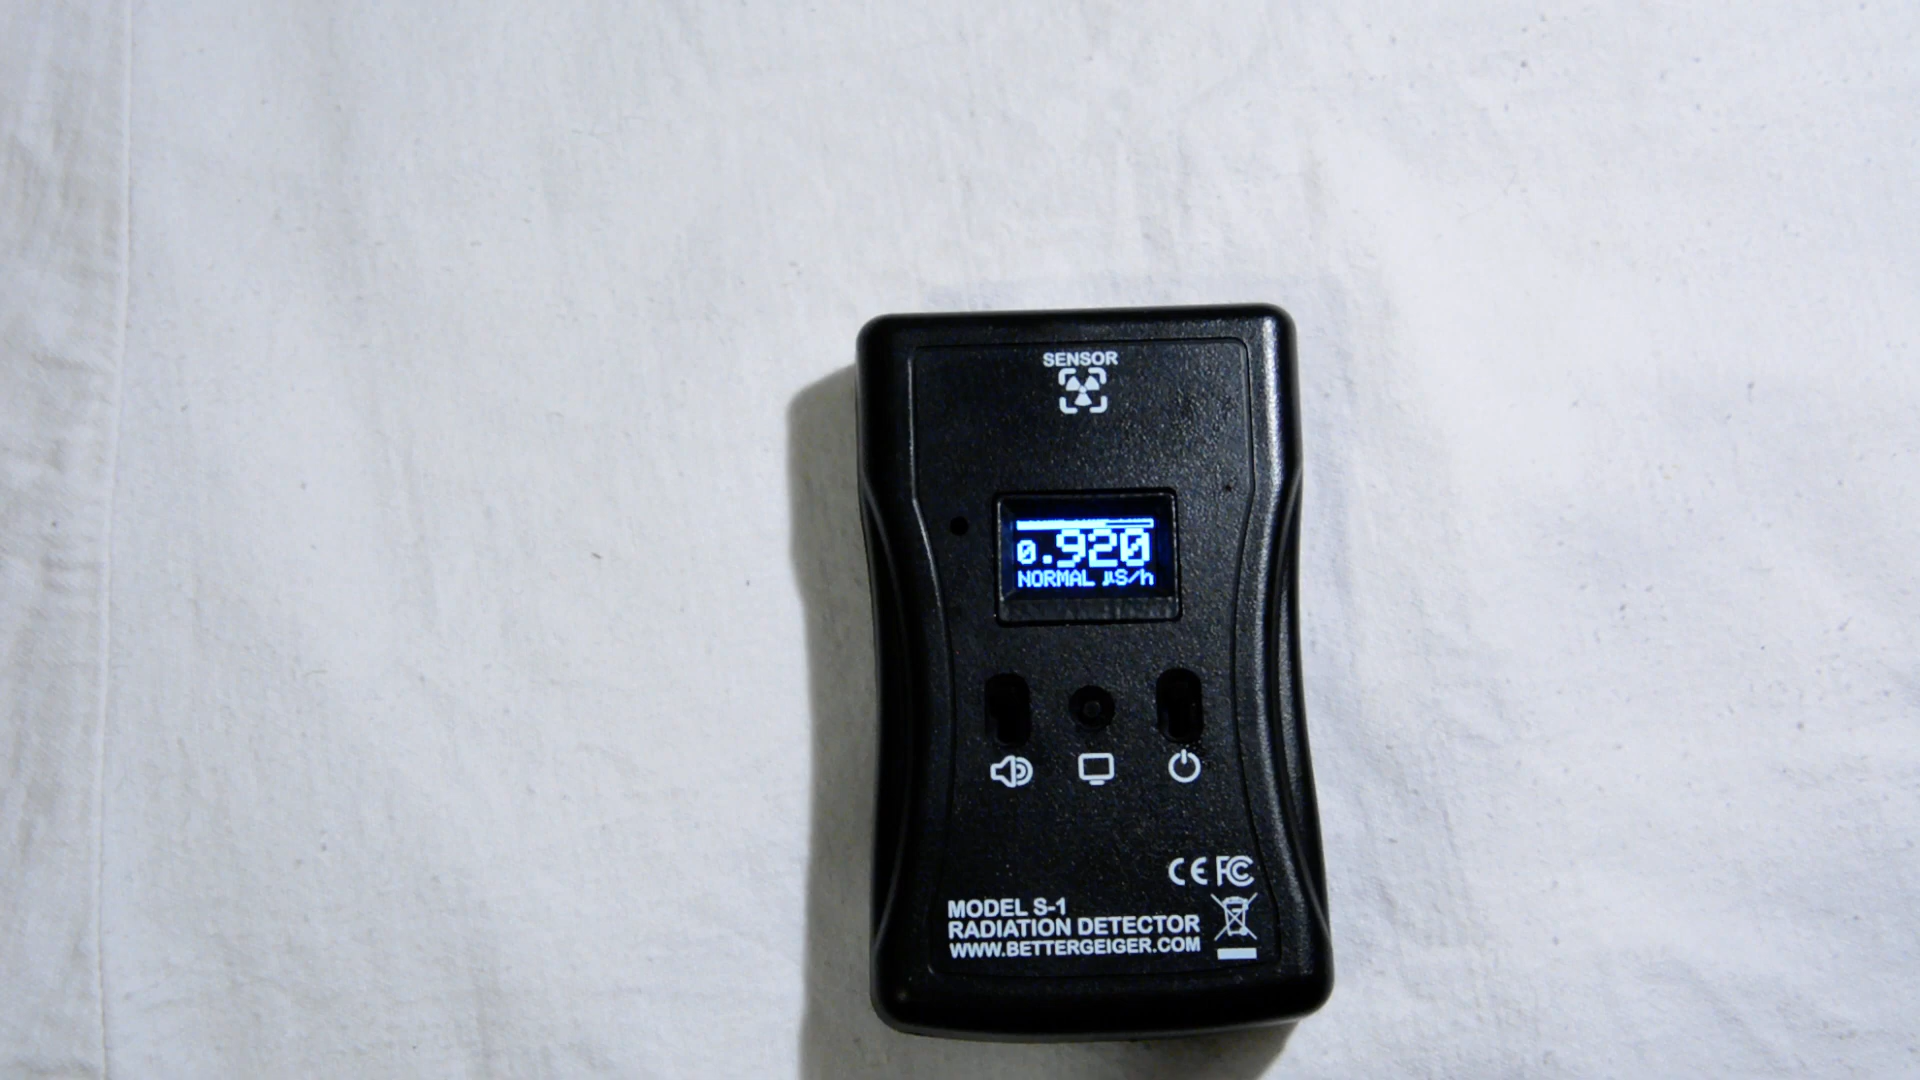 SENSOR
0.920
NORMAL µS/h
CE FC
MODEL S-1
RADIATION DETECTOR
WWW.BETTERGEIGER.COM